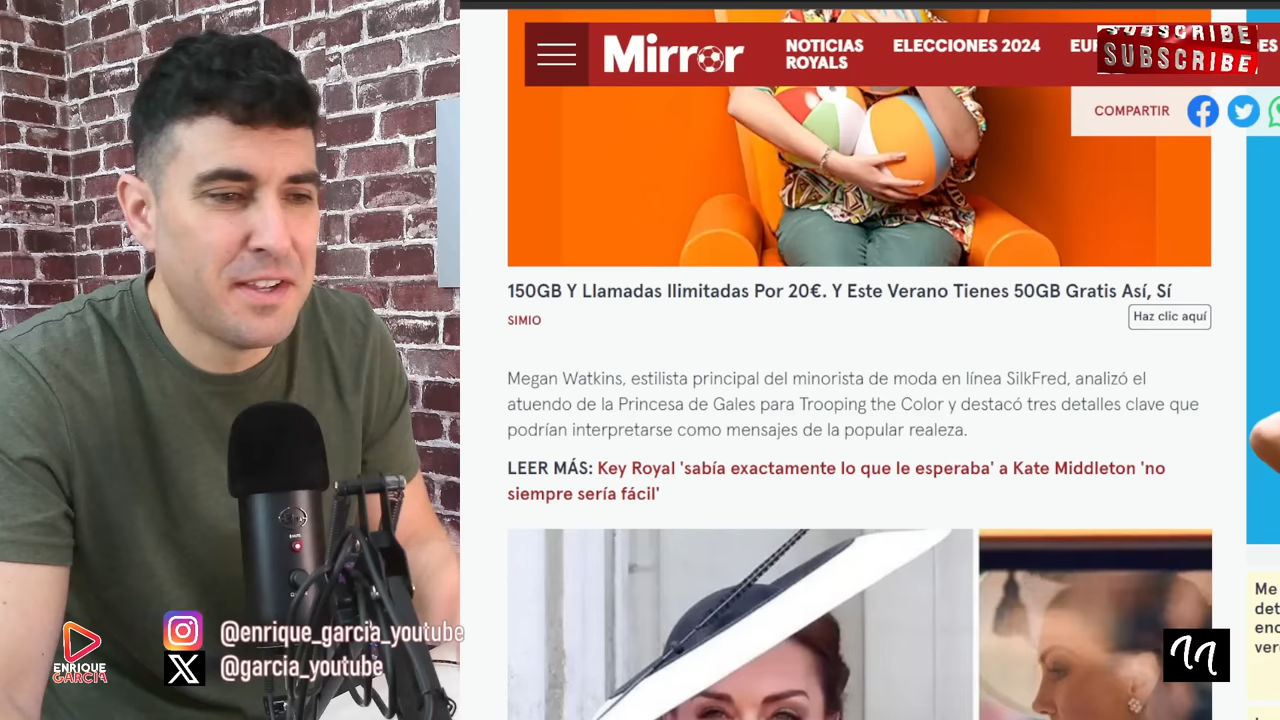 Mirror
NOTICIAS
ROYALS
ELECCIONES 2024
SUBSCRIBE
SUBSCRIBE
COMPARTIR
150GB Y Llamadas Ilimitadas Por 20€. Y Este Verano Tienes 50GB Gratis Así, Sí
SIMIO
Haz clic aquí
Megan Watkins, estilista principal del minorista de moda en línea SilkFred, analizó el
atuendo de la Princesa de Gales para Trooping the Color y destacó tres detalles clave que
podrían interpretarse como mensajes de la popular realeza.
LEER MÁS: Key Royal 'sabía exactamente lo que le esperaba' a Kate Middleton 'no
siempre sería fácil'
Me
@enrique_garcia_youtube
@garcia_youtube
ENRIQUE
GARCIA